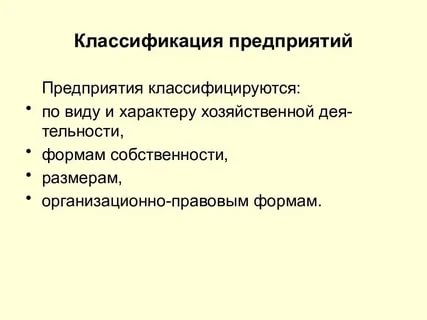 Классификация предприятий
Предприятия классифицируются:
• по виду и характеру хозяйственной дея-
тельности,
• формам собственности,
• размерам,
• организационно-правовым формам.